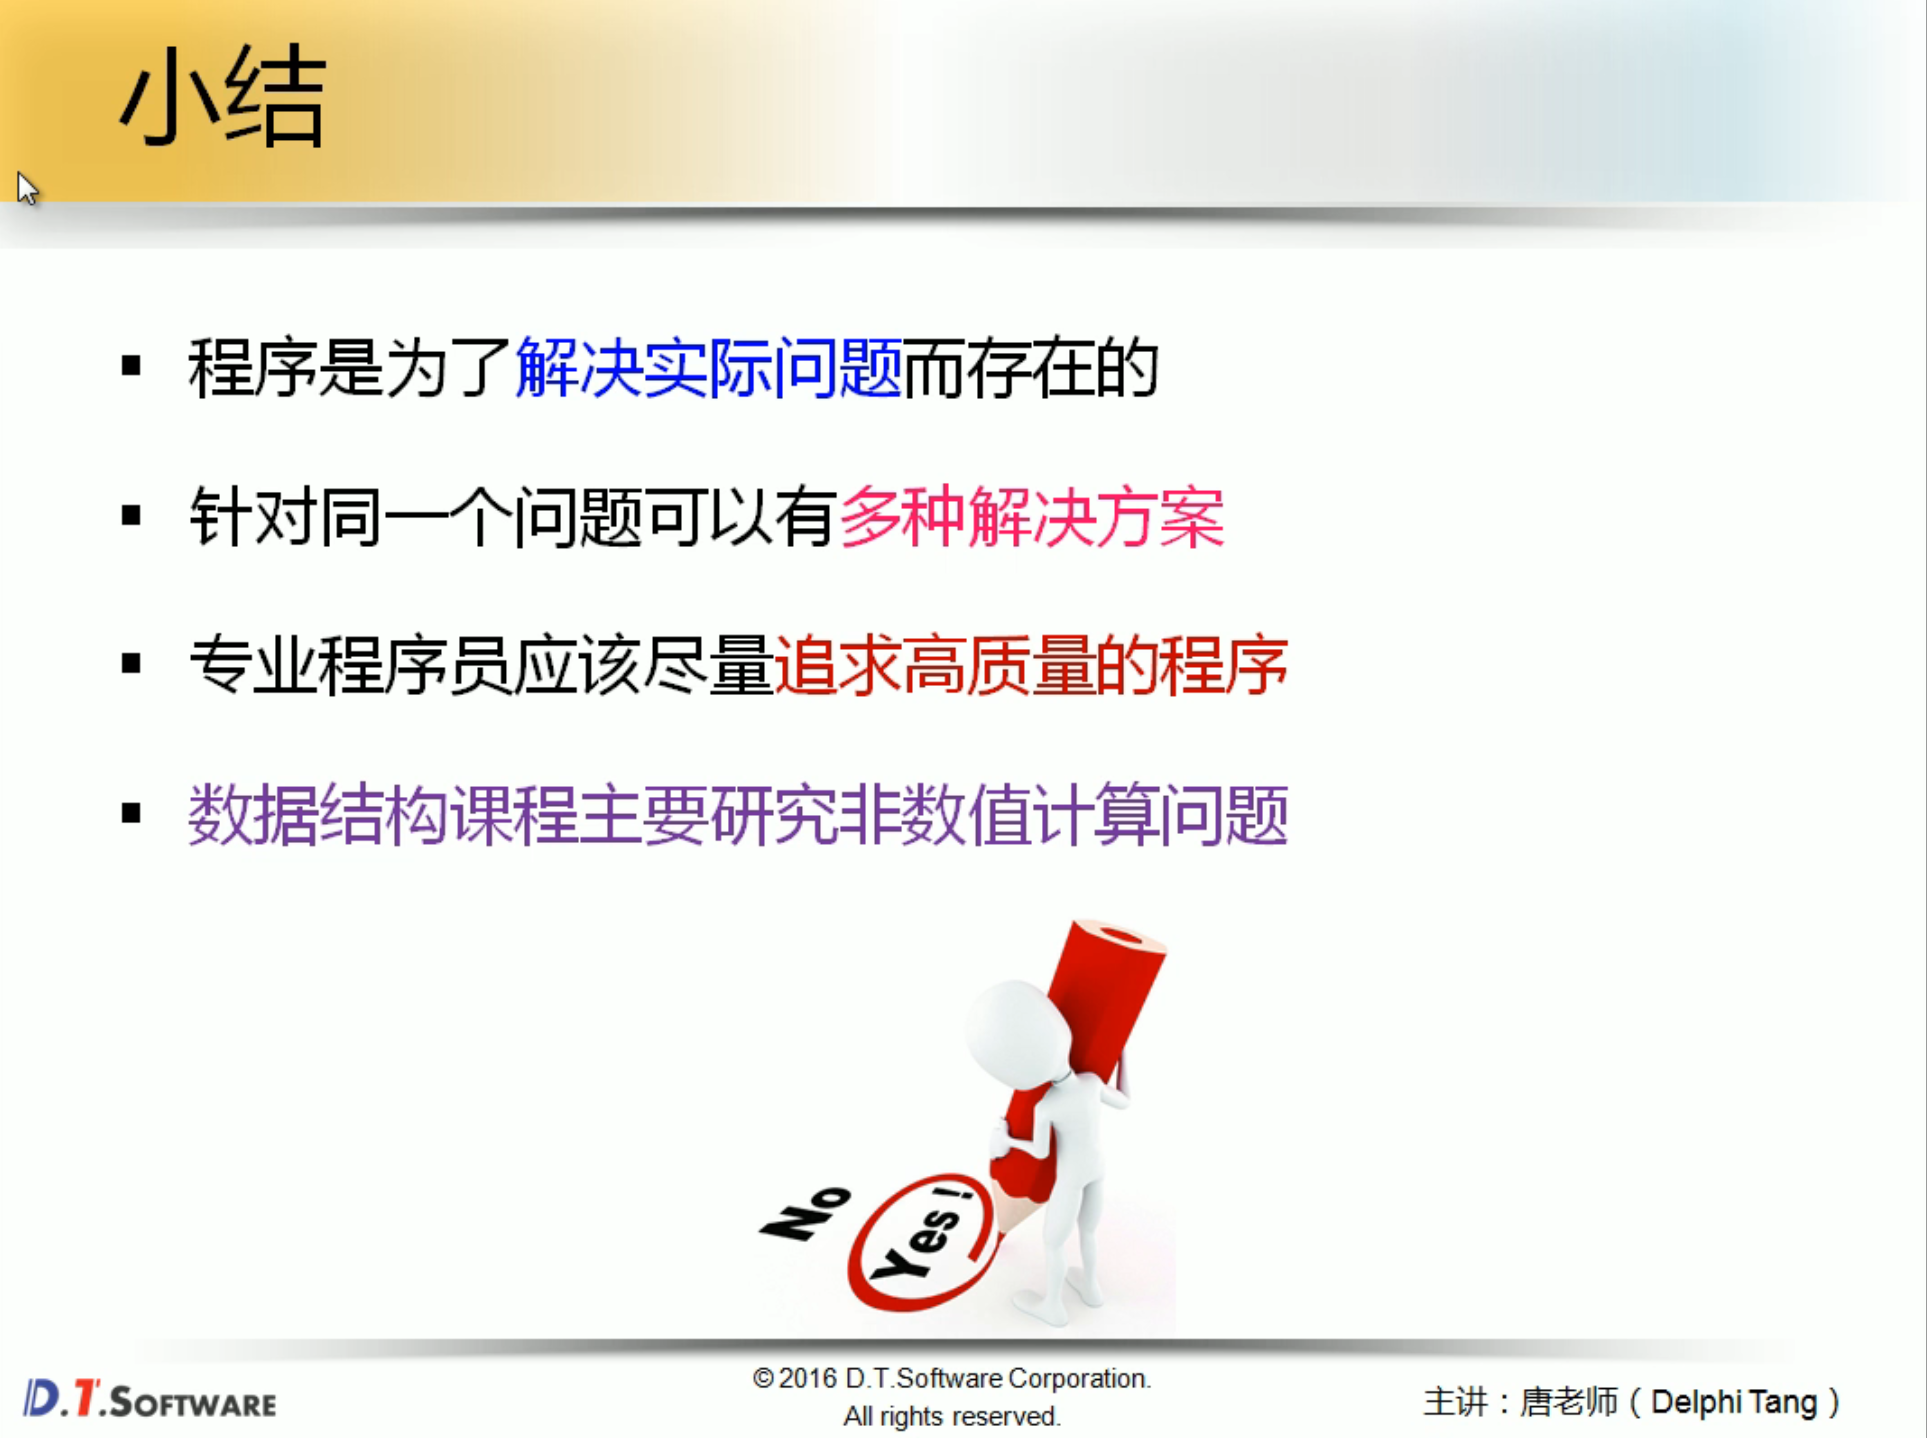 小结
程序是为了解决实际问题而存在的
针对同一个问题可以有多种解决方案
专业程序员应该尽量追求高质量的程序
数据结构课程主要研究非数值计算问题
No
Yes!
D.T.SOFTWARE
© 2016 D.T.Software Corporation.
All rights reserved.
主讲：唐老师（Delphi Tang）